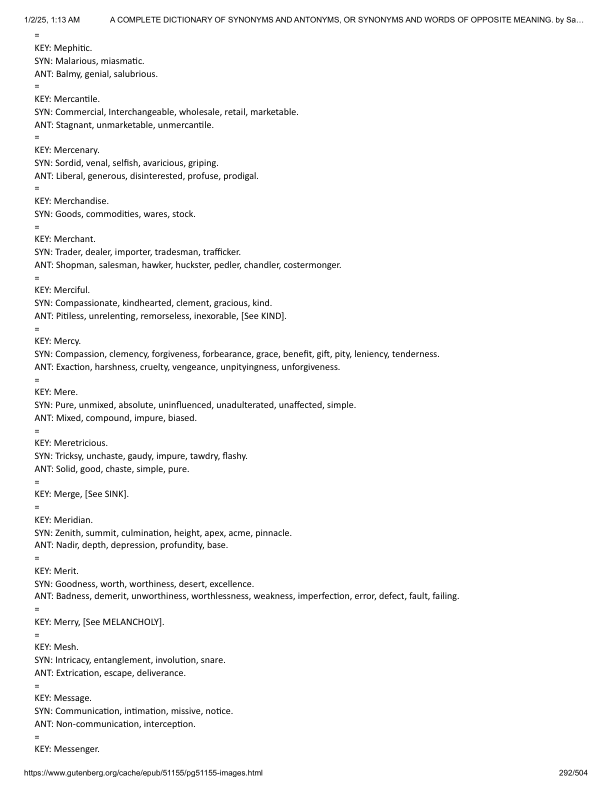 1/2/25, 1:13 AM A COMPLETE DICTIONARY OF SYNONYMS AND ANTONYMS, OR SYNONYMS AND WORDS OF OPPOSITE MEANING. by Sa…
=
KEY: Mephitic.
SYN: Malarious, miasmatic.
ANT: Balmy, genial, salubrious.
=
KEY: Mercantile.
SYN: Commercial, Interchangeable, wholesale, retail, marketable.
ANT: Stagnant, unmarketable, unmercantile.
=
KEY: Mercenary.
SYN: Sordid, venal, selfish, avaricious, griping.
ANT: Liberal, generous, disinterested, profuse, prodigal.
=
KEY: Merchandise.
SYN: Goods, commodities, wares, stock.
=
KEY: Merchant.
SYN: Trader, dealer, importer, tradesman, trafficker.
ANT: Shopman, salesman, hawker, huckster, pedler, chandler, costermonger.
=
KEY: Merciful.
SYN: Compassionate, kindhearted, clement, gracious, kind.
ANT: Pitiless, unrelenting, remorseless, inexorable, [See KIND].
=
KEY: Mercy.
SYN: Compassion, clemency, forgiveness, forbearance, grace, benefit, gift, pity, leniency, tenderness.
ANT: Exaction, harshness, cruelty, vengeance, unpityingness, unforgiveness.
=
KEY: Mere.
SYN: Pure, unmixed, absolute, uninfluenced, unadulterated, unaffected, simple.
ANT: Mixed, compound, impure, biased.
=
KEY: Meretricious.
SYN: Tricksy, unchaste, gaudy, impure, tawdry, flashy.
ANT: Solid, good, chaste, simple, pure.
=
KEY: Merge, [See SINK].
=
KEY: Meridian.
SYN: Zenith, summit, culmination, height, apex, acme, pinnacle.
ANT: Nadir, depth, depression, profundity, base.
=
KEY: Merit.
SYN: Goodness, worth, worthiness, desert, excellence.
ANT: Badness, demerit, unworthiness, worthlessness, weakness, imperfection, error, defect, fault, failing.
=
KEY: Merry, [See MELANCHOLY].
=
KEY: Mesh.
SYN: Intricacy, entanglement, involution, snare.
ANT: Extrication, escape, deliverance.
=
KEY: Message.
SYN: Communication, intimation, missive, notice.
ANT: Non-communication, interception.
=
KEY: Messenger.
https://www.gutenberg.org/cache/epub/51155/pg51155-images.html 292/504